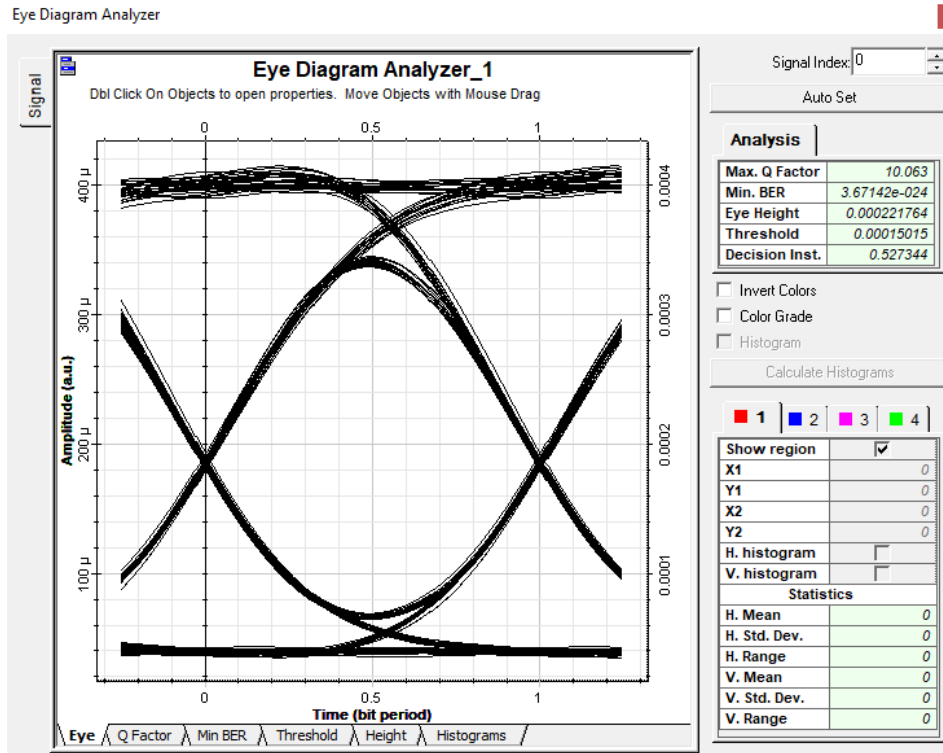 Eye Diagram Analyzer
Signal
Eye Diagram Analyzer_1
Dbl Click On Objects to open properties. Move Objects with Mouse Drag
0 0.5 1
400 µ
300 µ
200 µ
100 µ
Amplitude (a.u.)
0.0004
0.0003
0.0002
0.0001
0 0.5 1
Time (bit period)
Eye Q Factor Min BER Threshold Height Histograms
Signal Index: 0
Auto Set
Analysis
Max. Q Factor 10.063
Min. BER 3.67142e-024
Eye Height 0.000221764
Threshold 0.00015015
Decision Inst. 0.527344
Invert Colors
Color Grade
Histogram
Calculate Histograms
1 2 3 4
Show region
X1 0
Y1 0
X2 0
Y2 0
H. histogram
V. histogram
Statistics
H. Mean 0
H. Std. Dev. 0
H. Range 0
V. Mean 0
V. Std. Dev. 0
V. Range 0